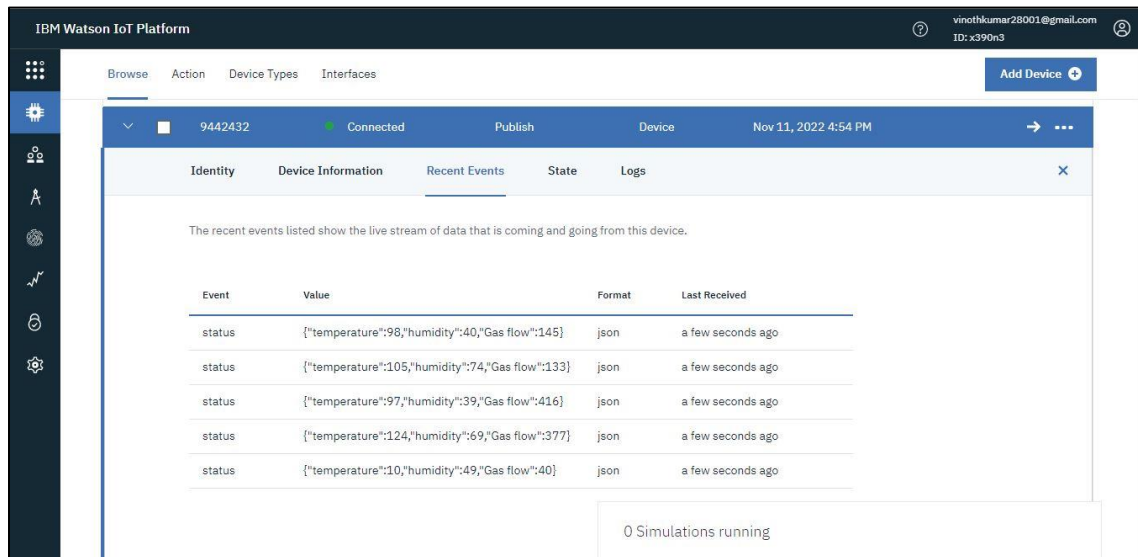 IBM Watson IoT Platform
vinothkumar28001@gmail.com
ID: x390n3
Browse Action Device Types Interfaces
Add Device
9442432 Connected Publish Device Nov 11, 2022 4:54 PM
Identity Device Information Recent Events State Logs
The recent events listed show the live stream of data that is coming and going from this device.
Event Value Format Last Received
status {"temperature":98,"humidity":40,"Gas flow":145} json a few seconds ago
status {"temperature":105,"humidity":74,"Gas flow":133} json a few seconds ago
status {"temperature":97,"humidity":39,"Gas flow":416} json a few seconds ago
status {"temperature":124,"humidity":69,"Gas flow":377} json a few seconds ago
status {"temperature":10,"humidity":49,"Gas flow":40} json a few seconds ago
0 Simulations running